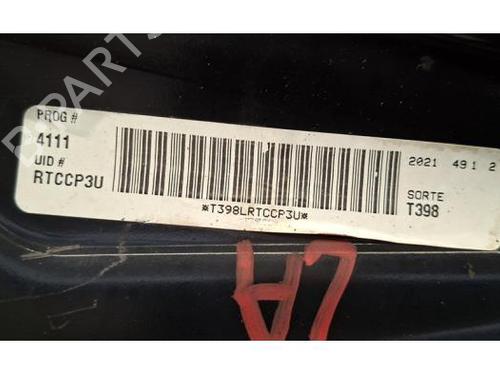 PROG #
4111
UID #
RTCCP3U
*T398LRTCCP3U*
2021 49 1 2
SORTE
T398